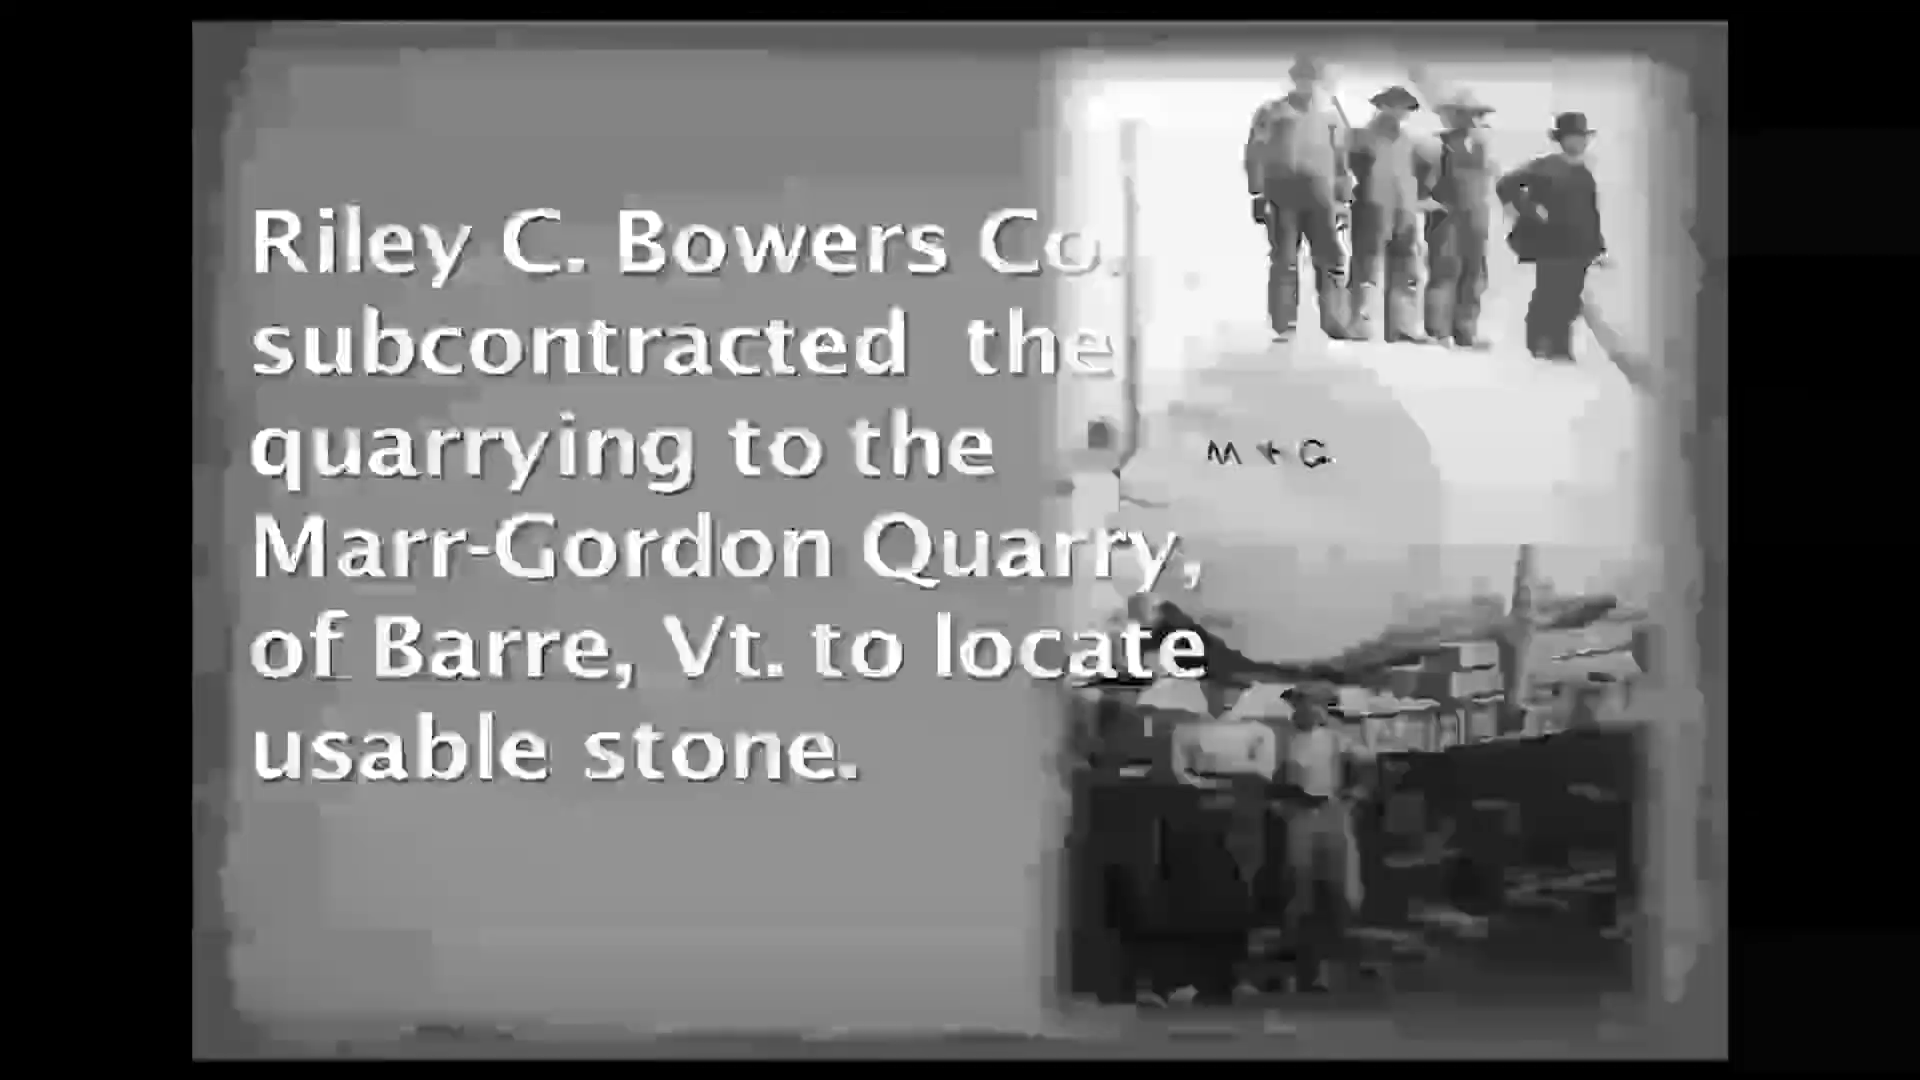 Riley C. Bowers Co.
subcontracted the
quarrying to the
Marr-Gordon Quarry,
of Barre, Vt. to locate
usable stone.
M + G